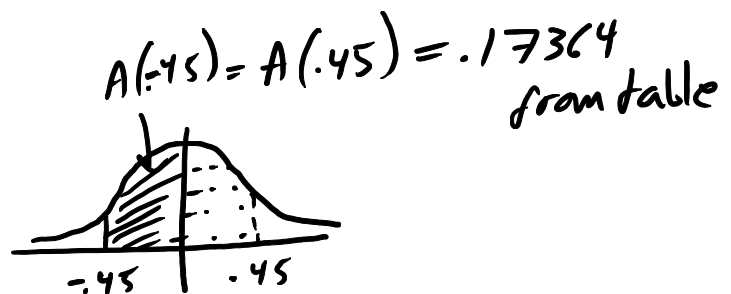 A(-.45) = A(.45) = .17364
from table
-.45 .45